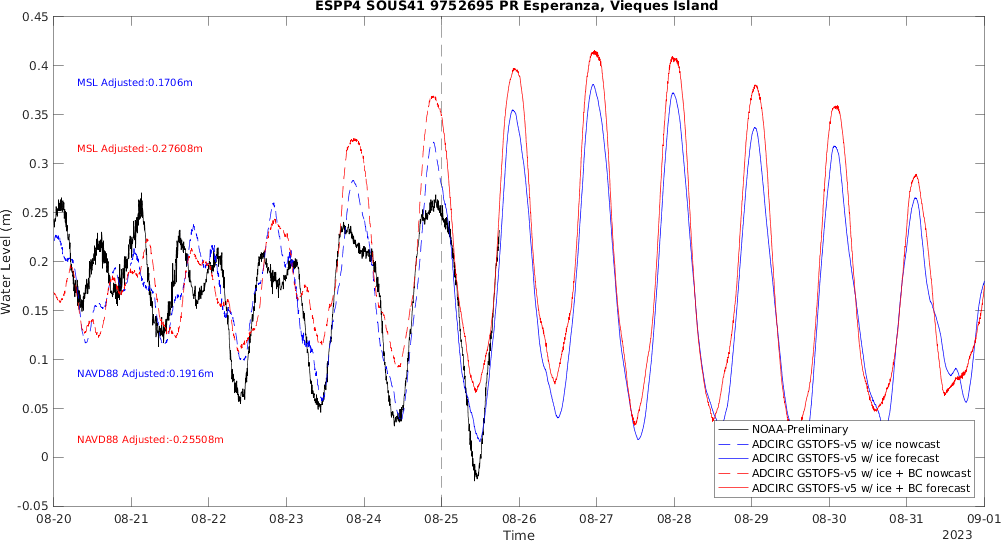 ESPP4 SOUS41 9752695 PR Esperanza, Vieques Island
0.45
0.4
0.35
0.3
0.25
0.2
0.15
0.1
0.05
0
-0.05
Water Level (m)
MSL Adjusted:0.1706m
MSL Adjusted:-0.27608m
NAVD88 Adjusted:0.1916m
NAVD88 Adjusted:-0.25508m
NOAA-Preliminary
ADCIRC GSTOFS-v5 w/ ice nowcast
ADCIRC GSTOFS-v5 w/ ice forecast
ADCIRC GSTOFS-v5 w/ ice + BC nowcast
ADCIRC GSTOFS-v5 w/ ice + BC forecast
08-20 08-21 08-22 08-23 08-24 08-25 08-26 08-27 08-28 08-29 08-30 08-31 09-01
Time
2023